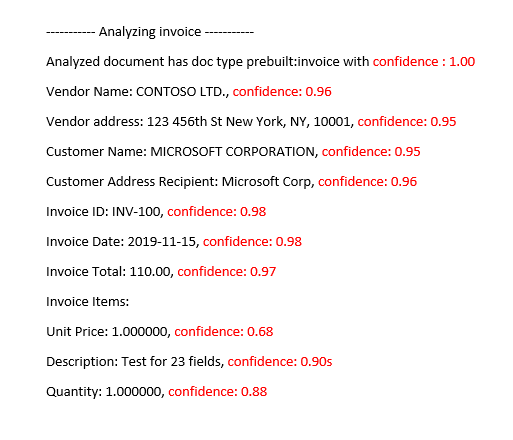 ----------- Analyzing invoice -----------
Analyzed document has doc type prebuilt:invoice with confidence : 1.00
Vendor Name: CONTOSO LTD., confidence: 0.96
Vendor address: 123 456th St New York, NY, 10001, confidence: 0.95
Customer Name: MICROSOFT CORPORATION, confidence: 0.95
Customer Address Recipient: Microsoft Corp, confidence: 0.96
Invoice ID: INV-100, confidence: 0.98
Invoice Date: 2019-11-15, confidence: 0.98
Invoice Total: 110.00, confidence: 0.97
Invoice Items:
Unit Price: 1.000000, confidence: 0.68
Description: Test for 23 fields, confidence: 0.90s
Quantity: 1.000000, confidence: 0.88